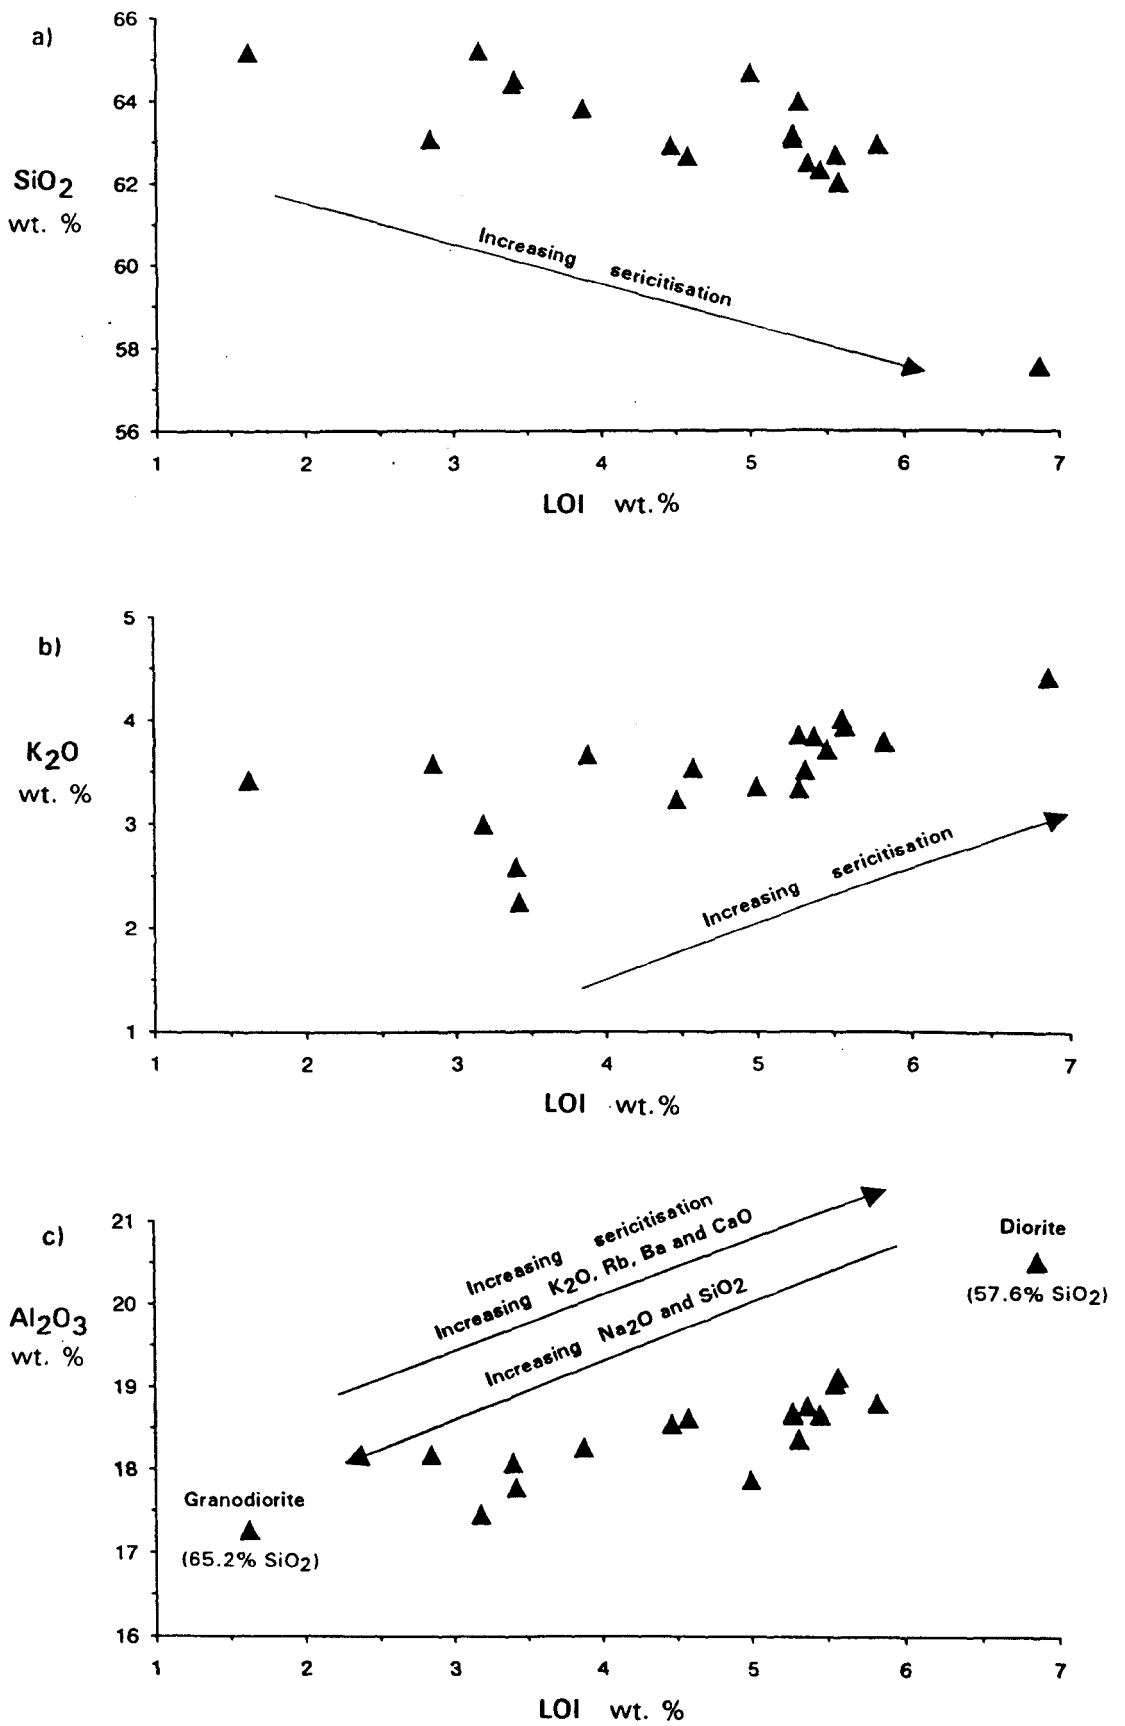 a)
66
64
62
60
58
56
SiO2
wt. %
Increasing sericitisation
1 2 3 4 5 6 7
LOI wt.%
b)
5
4
3
2
1
K2O
wt. %
Increasing sericitisation
1 2 3 4 5 6 7
LOI wt.%
c)
21
20
19
18
17
16
Al2O3
wt. %
Increasing sericitisation
Increasing K2O, Rb, Ba and CaO
Increasing Na2O and SiO2
Diorite
(57.6% SiO2)
Granodiorite
(65.2% SiO2)
1 2 3 4 5 6 7
LOI wt. %